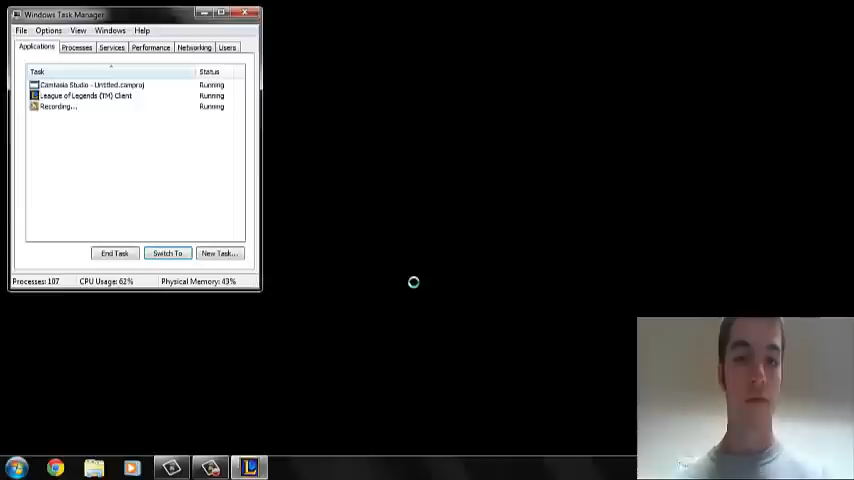 Windows Task Manager
File Options View Windows Help
Applications Processes Services Performance Networking Users
Task Status
Camtasia Studio - Untitled.camproj Running
League of Legends (TM) Client Running
Recording... Running
End Task Switch To New Task...
Processes: 107 CPU Usage: 62% Physical Memory: 43%